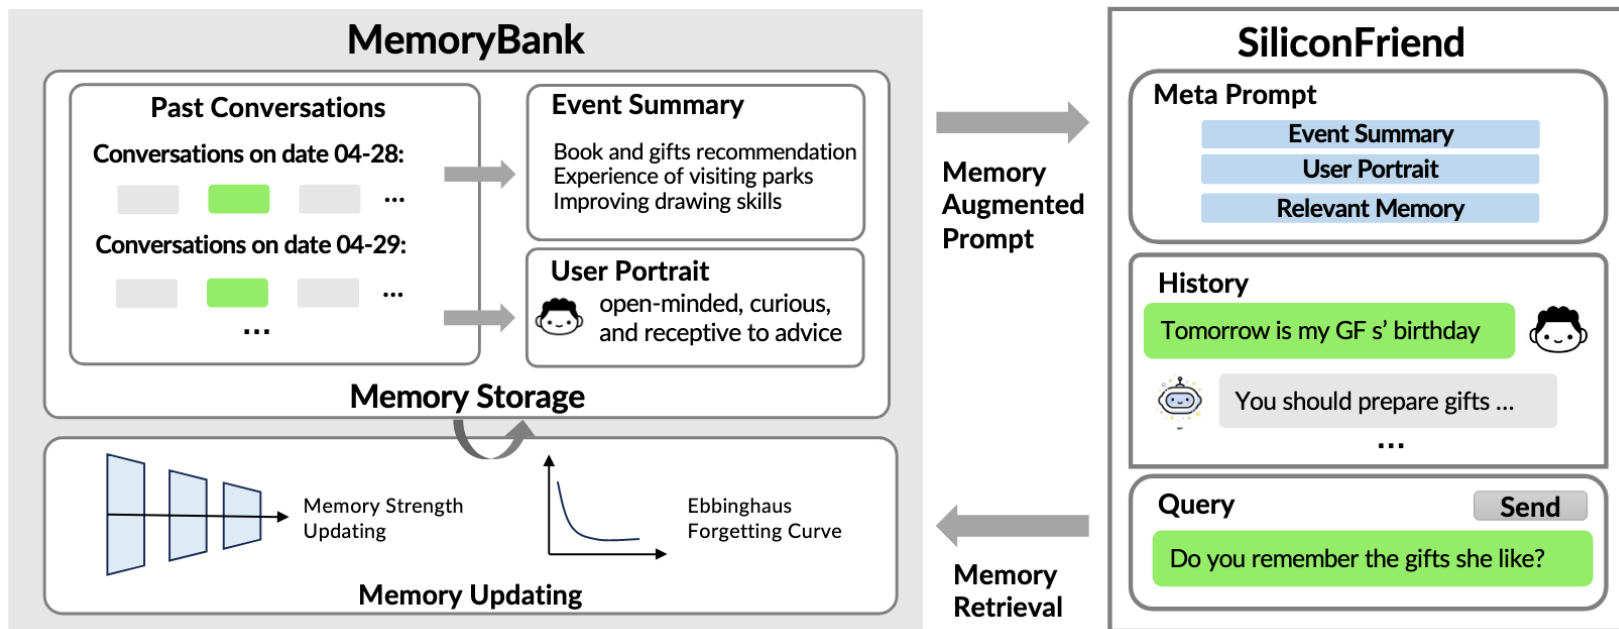 MemoryBank
Past Conversations
Conversations on date 04-28:
...
Conversations on date 04-29:
...
...
Event Summary
Book and gifts recommendation
Experience of visiting parks
Improving drawing skills
User Portrait
open-minded, curious,
and receptive to advice
Memory Storage
Memory Strength
Updating
Ebbinghaus
Forgetting Curve
Memory Updating
Memory
Augmented
Prompt
Memory
Retrieval
SiliconFriend
Meta Prompt
Event Summary
User Portrait
Relevant Memory
History
Tomorrow is my GF s’ birthday
You should prepare gifts ...
...
Query
Send
Do you remember the gifts she like?